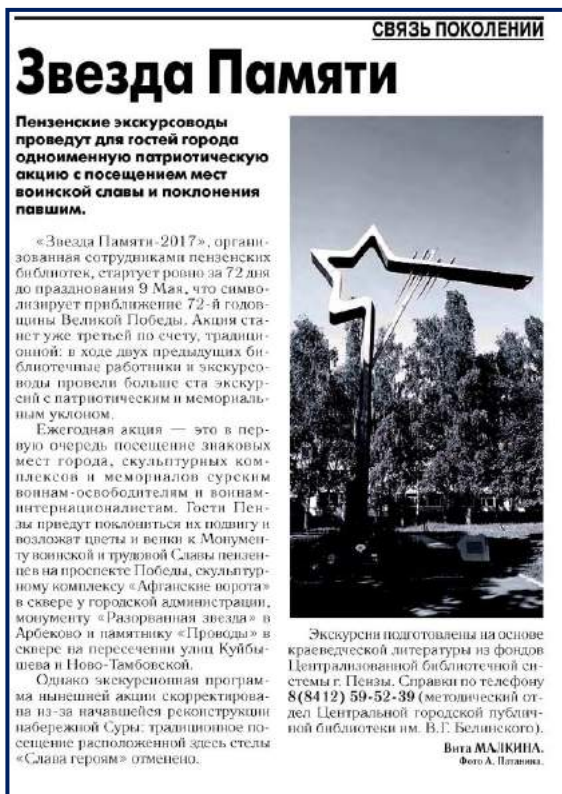 СВЯЗЬ ПОКОЛЕНИЙ
Звезда Памяти
Пензенские экскурсоводы
проведут для гостей города
одноименную патриотическую
акцию с посещением мест
воинской славы и поклонения
павшим.
«Звезда Памяти-2017», органи-
зованная сотрудниками пензенских
библиотек, стартует ровно за 72 дня
до празднования 9 Мая, что симво-
лизирует приближение 72-й годов-
щины Великой Победы. Акция ста-
нет уже третьей по счету, традици-
онной: в ходе двух предыдущих би-
блиотечные работники и экскурсо-
воды провели больше ста экскур-
сий с патриотическим и мемориаль-
ным уклоном.
Ежегодная акция — это в пер-
вую очередь посещение знаковых
мест города, скульптурных ком-
плексов и мемориалов сурским
воинам-освободителям и воинам-
интернационалистам. Гости Пен-
зы приедут поклониться их подвигу и
возложат цветы и венки к Монумен-
ту воинской и трудовой Славы пензен-
цев на проспекте Победы, скульптур-
ному комплексу «Афганские ворота»
в сквере у городской администрации,
монументу «Разорванная звезда» в
Арбеково и памятнику «Проводы» в
сквере на пересечении улиц Куйбы-
шева и Ново-Тамбовской.
Однако экскурсионная програм-
ма нынешней акции скорректирова-
на из-за начавшейся реконструкции
набережной Суры: традиционное по-
сещение расположенной здесь стелы
«Слава героям» отменено.
Экскурсии подготовлены на основе
краеведческой литературы из фондов
Централизованной библиотечной си-
стемы г. Пензы. Справки по телефону
8(8412) 59-52-39 (методический от-
дел Центральной городской публич-
ной библиотеки им. В.Г. Белинского).
Вита МАЛКИНА.
Фото А. Патанина.